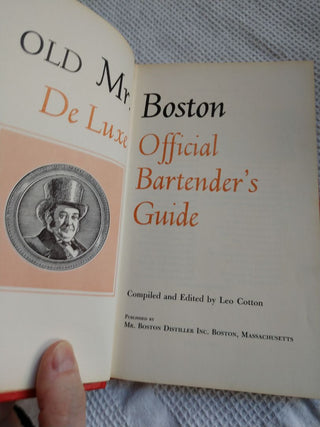 OLD Mr. Boston
De Luxe Official
Bartender's
Guide
Compiled and Edited by Leo Cotton
PUBLISHED BY
MR. BOSTON DISTILLER INC. BOSTON, MASSACHUSETTS